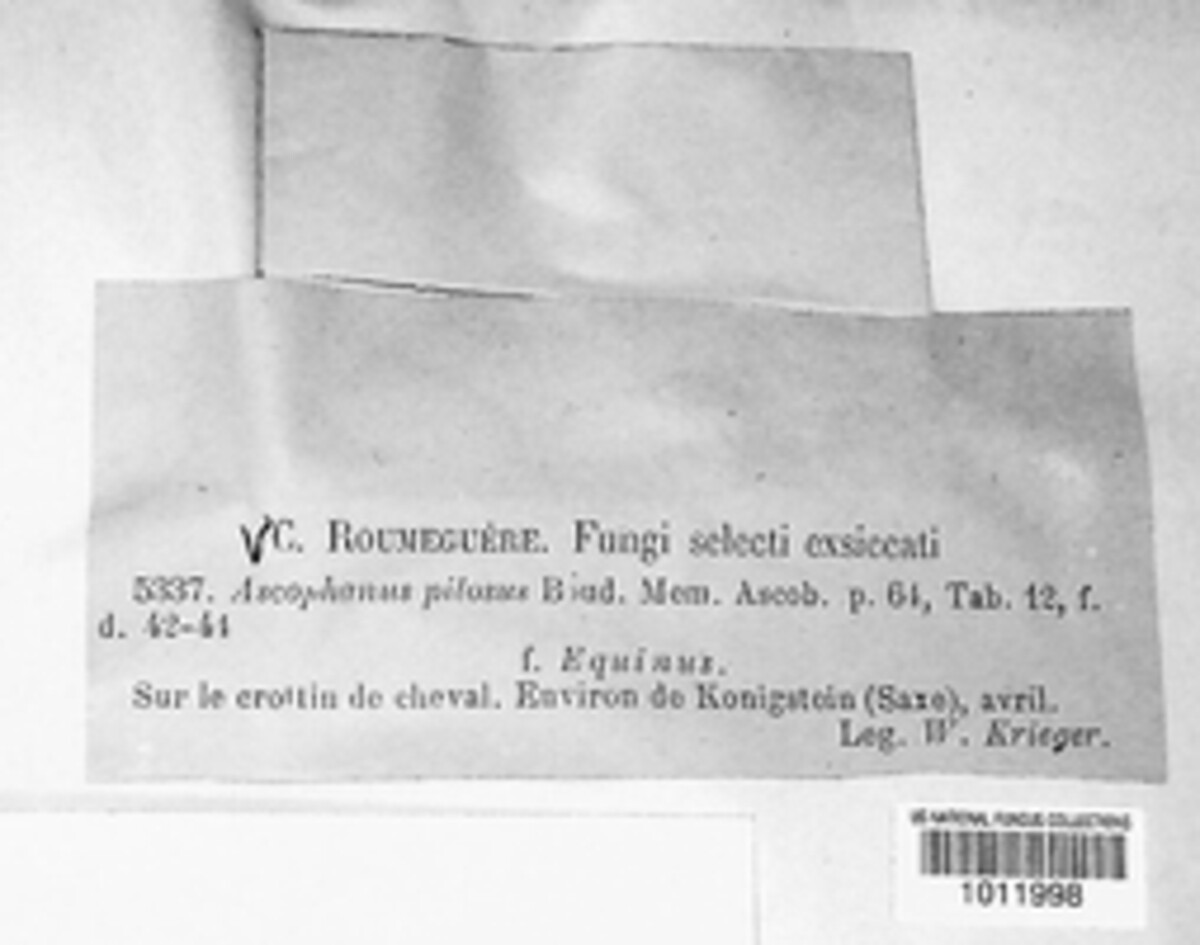 C. ROUMEGUÈRE. Fungi selecti exsiccati
5337. Ascophanus pilosus Boud. Mem. Ascob. p. 64, Tab. 12, f.
d. 42-44
f. Equinus.
Sur le crottin de cheval. Environ de Konigstein (Saxe), avril.
Leg. W. Krieger.
US NATIONAL FUNGUS COLLECTIONS
1011998